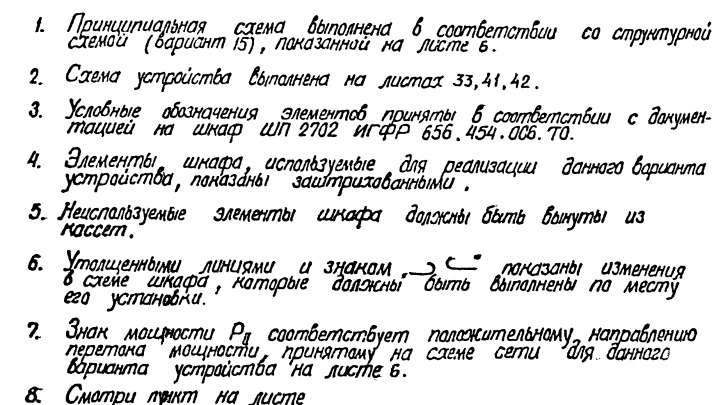 1. Принципиальная схема выполнена в соответствии со структурной
схемой (вариант 15), показанной на листе 6.
2. Схема устройства выполнена на листах 33,41,42.
3. Условные обозначения элементов приняты в соответствии с докумен-
тацией на шкаф ШП 2702 ИГФР 656.454.006.ТО.
4. Элементы шкафа, используемые для реализации данного варианта
устройства, показаны заштрихованными.
5. Неиспользуемые элементы шкафа должны быть вынуты из
кассет.
6. Утолщенными линиями и знаком показаны изменения
в схеме шкафа, которые должны быть выполнены по месту
его установки.
7. Знак мощности P соответствует положительному направлению
перетока мощности, принятому на схеме сети для данного
варианта устройства на листе 6.
8. Смотри пункт на листе